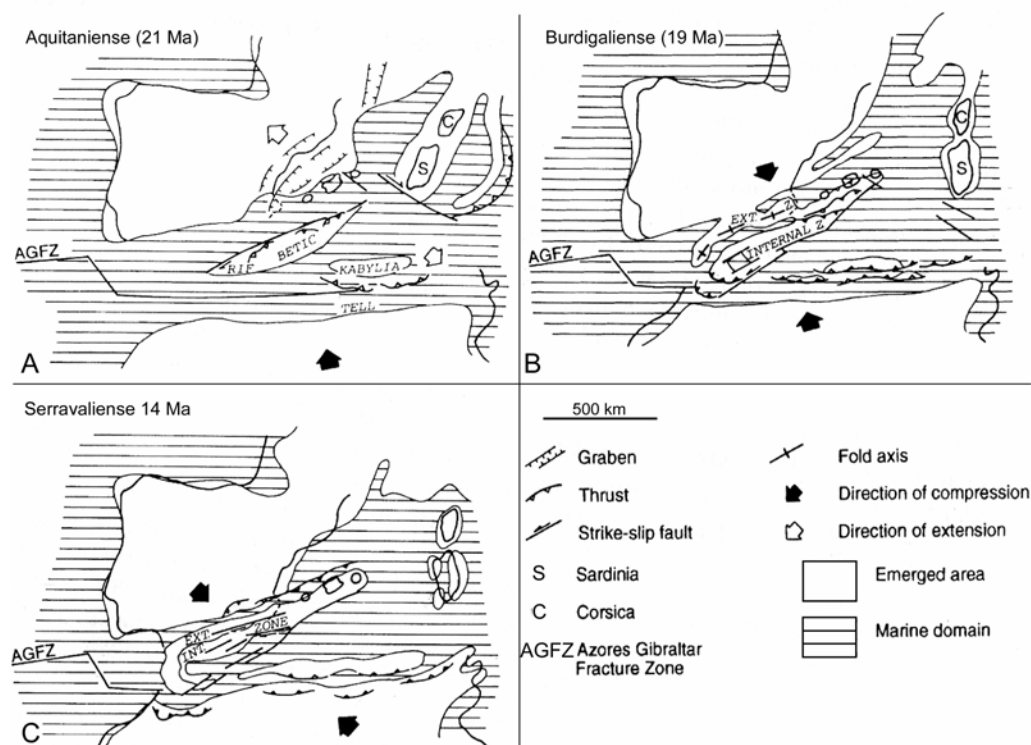 Aquitaniense (21 Ma)
C
S
AGFZ
RIF BETIC
KABYLIA
TELL
A
Burdigaliense (19 Ma)
C
S
EXT Z
INTERNAL Z
AGFZ
B
Serravaliense 14 Ma
EXT ZONE
INT.
AGFZ
C
500 km
Graben
Thrust
Strike-slip fault
S Sardinia
C Corsica
AGFZ Azores Gibraltar
Fracture Zone
Fold axis
Direction of compression
Direction of extension
Emerged area
Marine domain